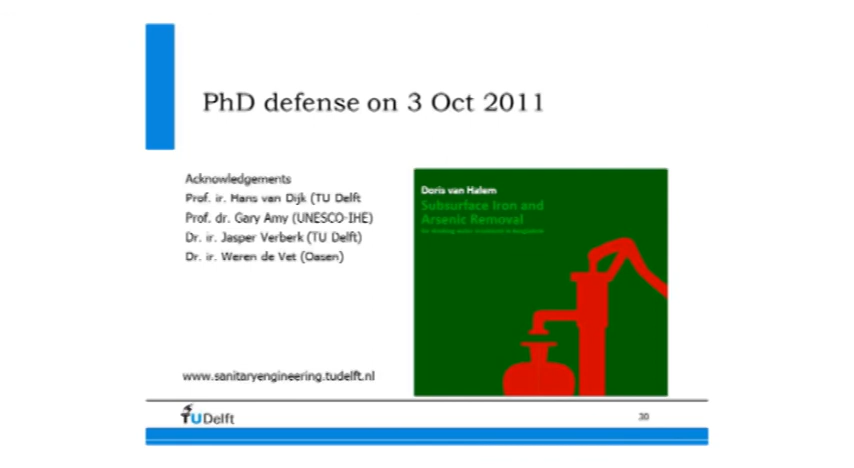 PhD defense on 3 Oct 2011
Acknowledgements
Prof. ir. Hans van Dijk (TU Delft
Prof. dr. Gary Amy (UNESCO-IHE)
Dr. ir. Jasper Verberk (TU Delft)
Dr. ir. Weren de Vet (Oasen)
Doris van Halem
Subsurface Iron and
Arsenic Removal
www.sanitaryengineering.tudelft.nl
TU Delft
30